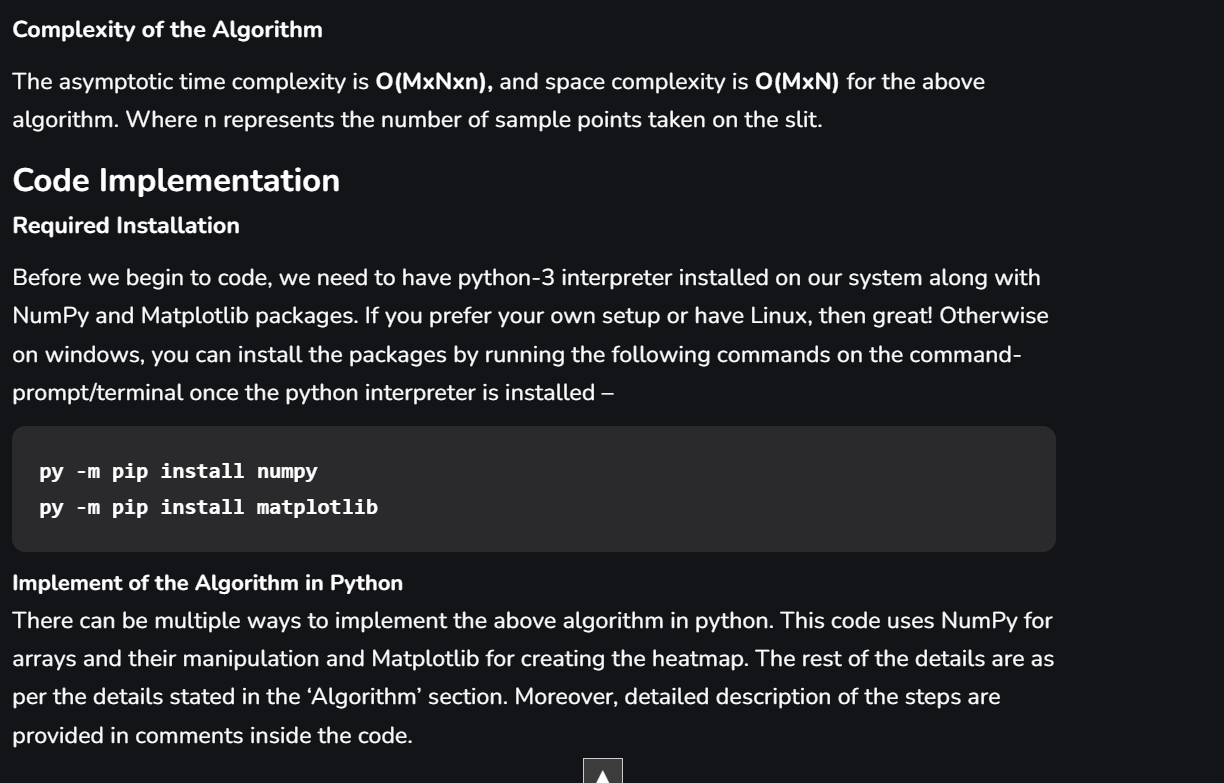 Complexity of the Algorithm
The asymptotic time complexity is O(MxNxn), and space complexity is O(MxN) for the above
algorithm. Where n represents the number of sample points taken on the slit.
Code Implementation
Required Installation
Before we begin to code, we need to have python-3 interpreter installed on our system along with
NumPy and Matplotlib packages. If you prefer your own setup or have Linux, then great! Otherwise
on windows, you can install the packages by running the following commands on the command-
prompt/terminal once the python interpreter is installed –
py -m pip install numpy
py -m pip install matplotlib
Implement of the Algorithm in Python
There can be multiple ways to implement the above algorithm in python. This code uses NumPy for
arrays and their manipulation and Matplotlib for creating the heatmap. The rest of the details are as
per the details stated in the ‘Algorithm’ section. Moreover, detailed description of the steps are
provided in comments inside the code.